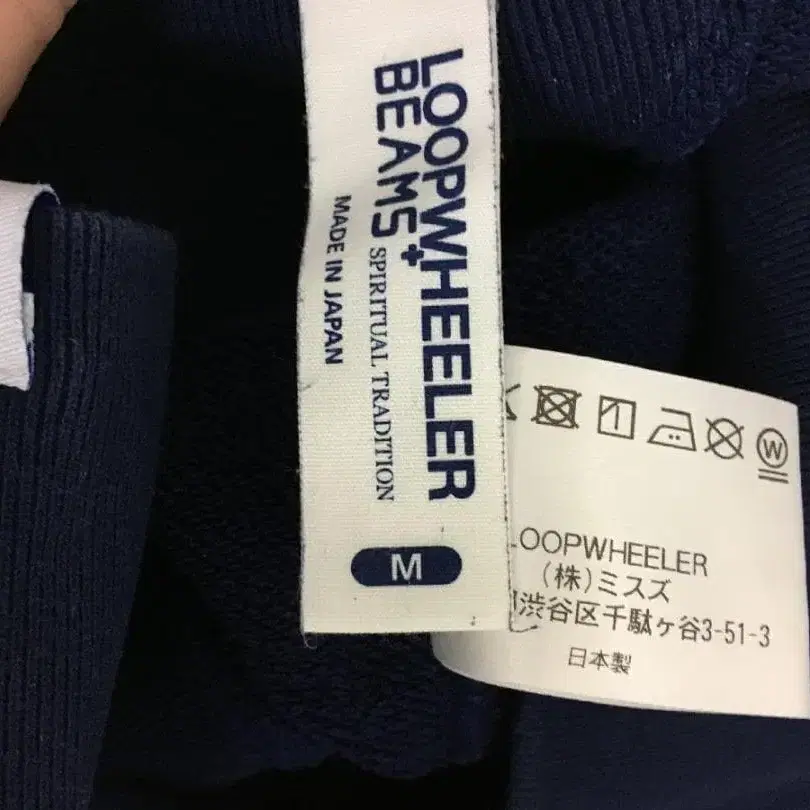 LOOPWHEELER
BEAMS+
SPIRITUAL TRADITION
MADE IN JAPAN
M
W
LOOPWHEELER
(株)ミスズ
渋谷区千駄ヶ谷3-51-3
日本製